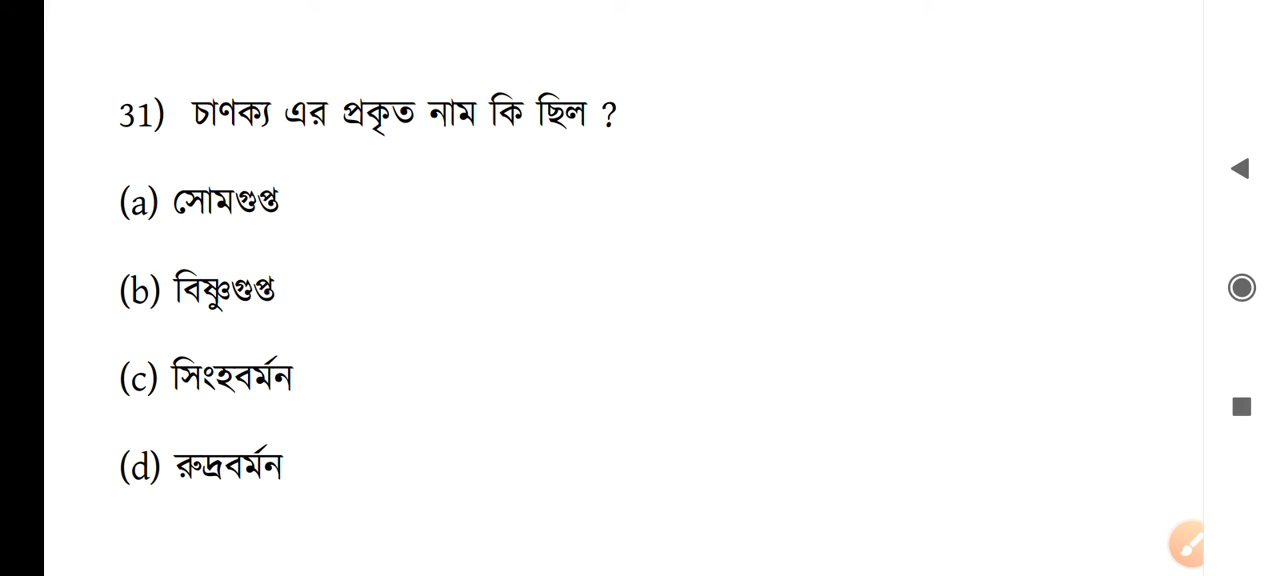 31) চাণক্য এর প্রকৃত নাম কি ছিল ?
(a) সোমগুপ্ত
(b) বিষ্ণুগুপ্ত
(c) সিংহবর্মন
(d) রুদ্রবর্মন